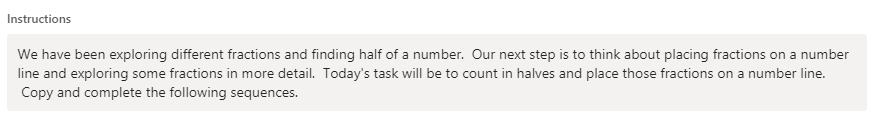 Instructions
We have been exploring different fractions and finding half of a number.  Our next step is to think about placing fractions on a number
line and exploring some fractions in more detail.  Today's task will be to count in halves and place those fractions on a number line.
Copy and complete the following sequences.